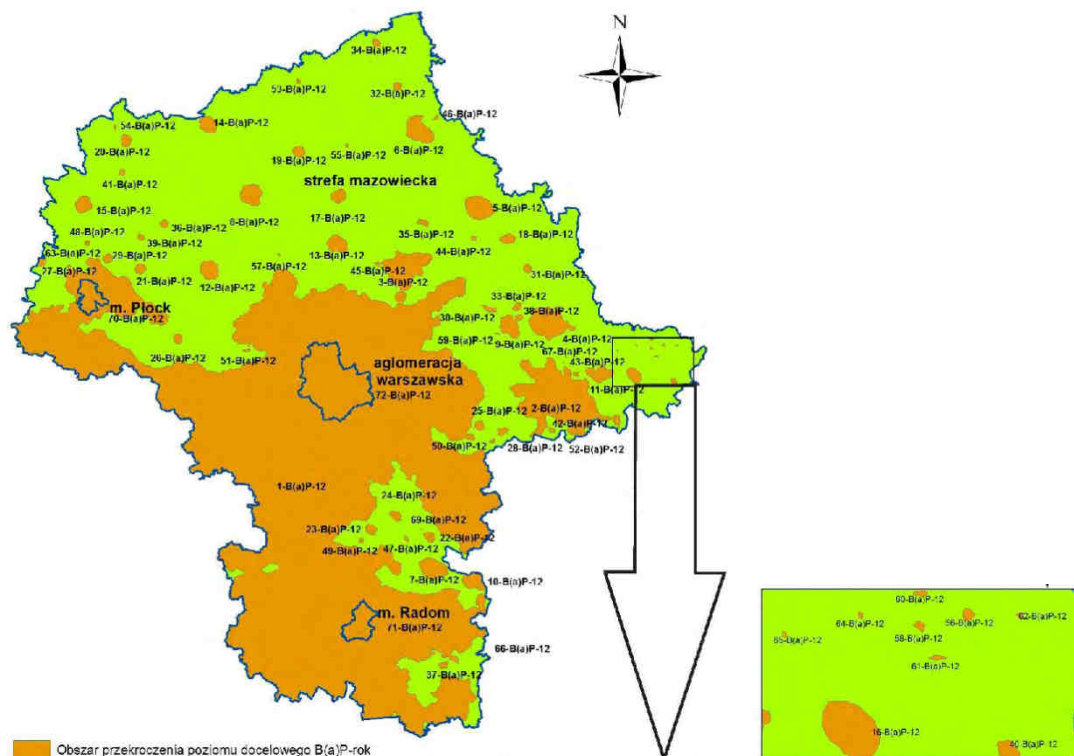 N
34-B(a)P-12
53-B(a)P-12
32-B(a)P-12
46-B(a)P-12
54-B(a)P-12
14-B(a)P-12
20-B(a)P-12
6-B(a)P-12
19-B(a)P-12
55-B(a)P-12
41-B(a)P-12
strefa mazowiecka
15-B(a)P-12
5-B(a)P-12
48-B(a)P-12
36-B(a)P-12
8-B(a)P-12
17-B(a)P-12
35-B(a)P-12
39-B(a)P-12
18-B(a)P-12
63-B(a)P-12
29-B(a)P-12
13-B(a)P-12
44-B(a)P-12
27-B(a)P-12
57-B(a)P-12
45-B(a)P-12
31-B(a)P-12
21-B(a)P-12
12-B(a)P-12
3-B(a)P-12
m. Płock
33-B(a)P-12
70-B(a)P-12
38-B(a)P-12
38-B(a)P-12
26-B(a)P-12
51-B(a)P-12
59-B(a)P-12
9-B(a)P-12
4-B(a)P-12
67-B(a)P-12
aglomeracja
warszawska
43-B(a)P-12
72-B(a)P-12
11-B(a)P-12
25-B(a)P-12
2-B(a)P-12
42-B(a)P-12
50-B(a)P-12
28-B(a)P-12
52-B(a)P-12
1-B(a)P-12
24-B(a)P-12
23-B(a)P-12
69-B(a)P-12
49-B(a)P-12
47-B(a)P-12
22-B(a)P-12
7-B(a)P-12
10-B(a)P-12
m. Radom
71-B(a)P-12
66-B(a)P-12
37-B(a)P-12
60-B(a)P-12
64-B(a)P-12
56-B(a)P-12
62-B(a)P-12
65-B(a)P-12
58-B(a)P-12
61-B(a)P-12
16-B(a)P-12
40-B(a)P-12
Obszar przekroczenia poziomu docelowego B(a)P-rok